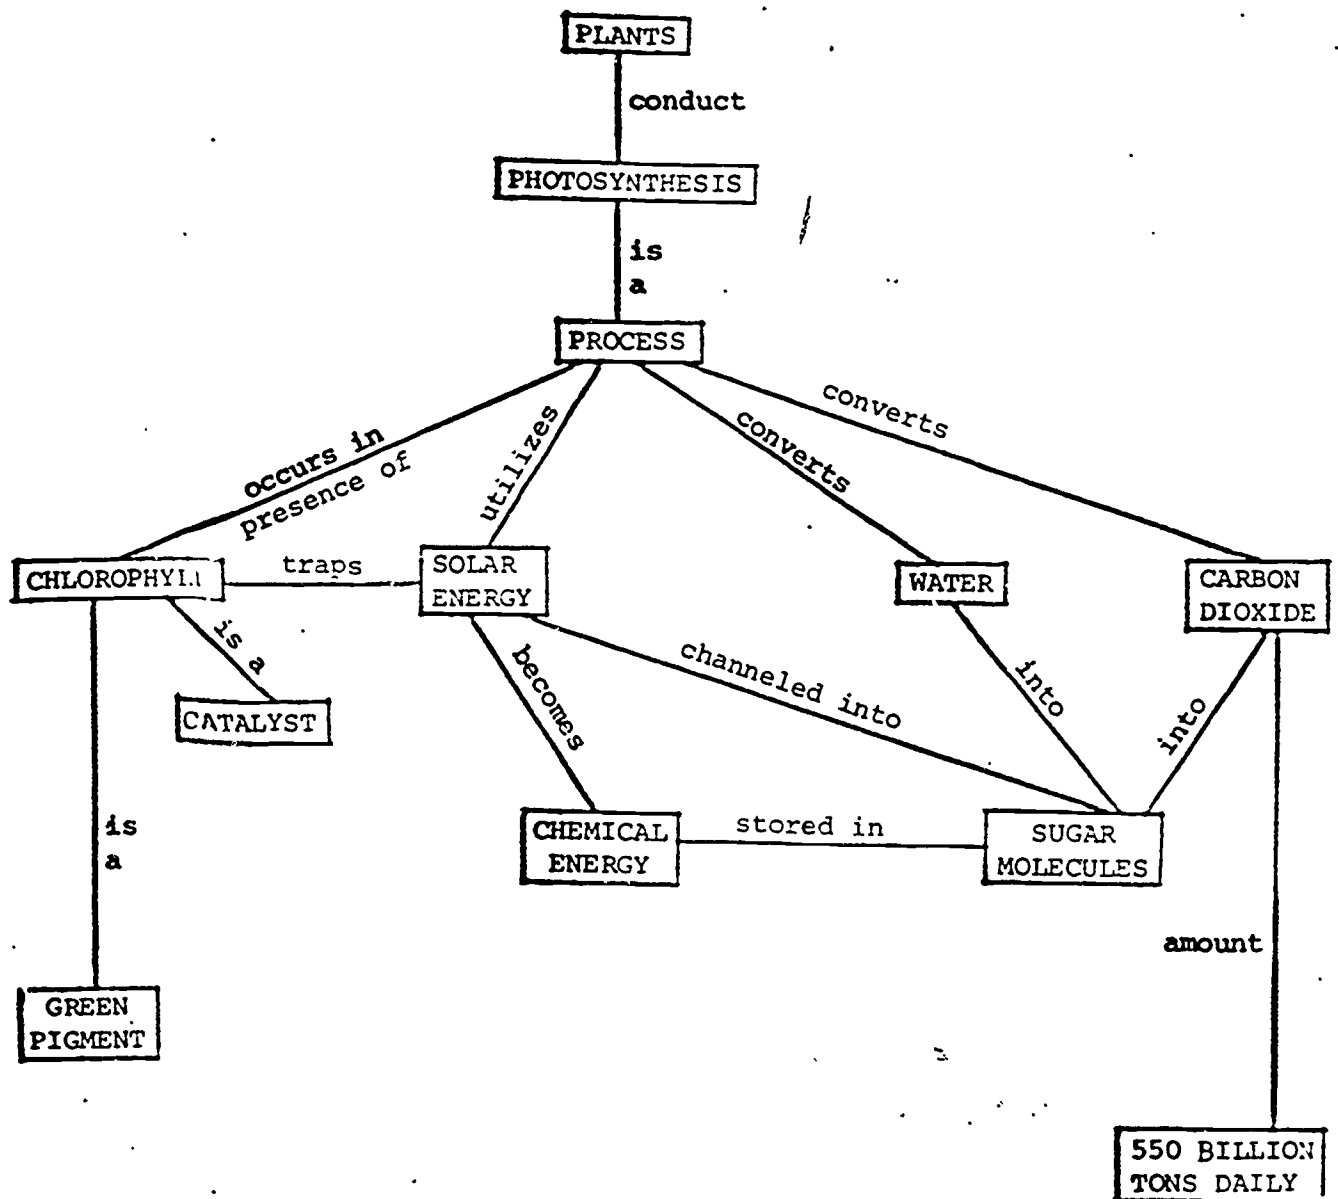 PLANTS
conduct
PHOTOSYNTHESIS
is
a
PROCESS
converts
converts
utilizes
occurs in
presence of
CHLOROPHYLL
traps
SOLAR
ENERGY
WATER
CARBON
DIOXIDE
is a
becomes
channeled into
into
into
CATALYST
is
a
CHEMICAL
ENERGY
stored in
SUGAR
MOLECULES
amount
GREEN
PIGMENT
550 BILLION
TONS DAILY